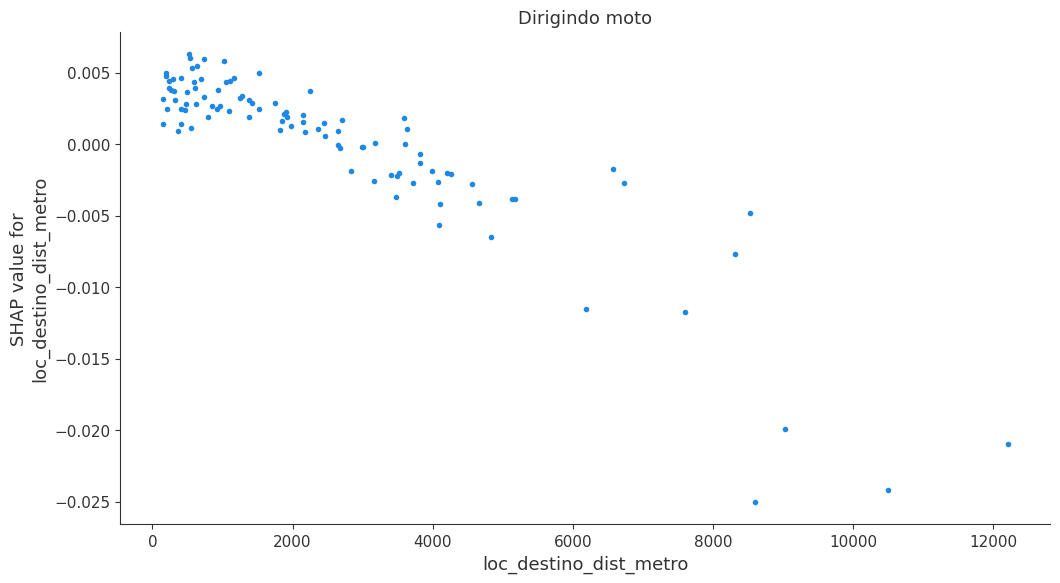 Dirigindo moto
SHAP value for
loc_destino_dist_metro
0.005
0.000
−0.005
−0.010
−0.015
−0.020
−0.025
0 2000 4000 6000 8000 10000 12000
loc_destino_dist_metro